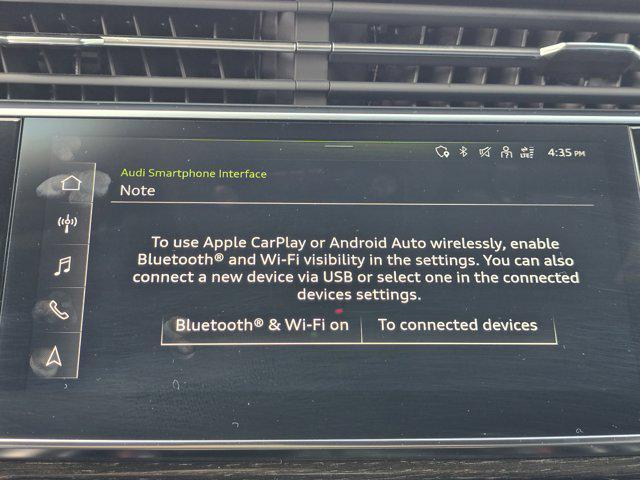 LTE
4:35 PM
Audi Smartphone Interface
Note
To use Apple CarPlay or Android Auto wirelessly, enable
Bluetooth® and Wi-Fi visibility in the settings. You can also
connect a new device via USB or select one in the connected
devices settings.
Bluetooth® & Wi-Fi on
To connected devices